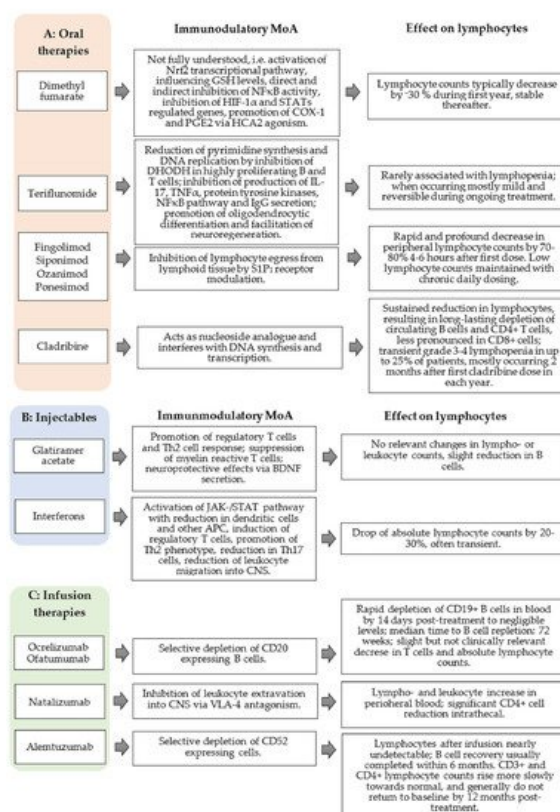 Immunodulatory MoA
Effect on lymphocytes
A: Oral
therapies
Dimethyl
fumarate
Not fully understood, i.e. activation of
Nrf2 transcriptional pathway,
influencing GSH levels, direct and
indirect inhibition of NFκB activity,
inhibition of HIF-1α and STATs
regulated genes, promotion of COX-1
and PGE2 via HCA2 agonism.
Lymphocyte counts typically decrease
by ~30 % during first year, stable
thereafter.
Teriflunomide
Reduction of pyrimidine synthesis and
DNA replication by inhibition of
DHODH in highly proliferating B and
T cells; inhibition of production of IL-
17, TNFα, protein tyrosine kinases,
NFκB pathway and IgG secretion;
promotion of oligodendrocytic
differentiation and facilitation of
neuroregeneration.
Rarely associated with lymphopenia;
when occurring mostly mild and
reversible during ongoing treatment.
Fingolimod
Siponimod
Ozanimod
Ponesimod
Inhibition of lymphocyte egress from
lymphoid tissue by S1P₁ receptor
modulation.
Rapid and profound decrease in
peripheral lymphocyte counts by 70-
80% 4-6 hours after first dose. Low
lymphocyte counts maintained with
chronic daily dosing.
Cladribine
Acts as nucleoside analogue and
interferes with DNA synthesis and
transcription.
Sustained reduction in lymphocytes,
resulting in long-lasting depletion of
circulating B cells and CD4+ T cells,
less pronounced in CD8+ cells;
transient grade 3-4 lymphopenia in up
to 25% of patients, mostly occurring 2
months after first cladribine dose in
each year.
B: Injectables
Immunmodulatory MoA
Effect on lymphocytes
Glatiramer
acetate
Promotion of regulatory T cells
and Th2 cell response; suppression
of myelin reactive T cells;
neuroprotective effects via BDNF
secretion.
No relevant changes in lympho- or
leukocyte counts, slight reduction in B
cells.
Interferons
Activation of JAK-/STAT pathway
with reduction in dendritic cells
and other APC, induction of
regulatory T cells, promotion of
Th2 phenotype, reduction in Th17
cells, reduction of leukocyte
migration into CNS.
Drop of absolute lymphocyte counts by 20-
30%, often transient.
C: Infusion
therapies
Ocrelizumab
Ofatumumab
Selective depletion of CD20
expressing B cells.
Rapid depletion of CD19+ B cells in blood
by 14 days post-treatment to negligible
levels; median time to B cell repletion: 72
weeks; slight but not clinically relevant
decrese in T cells and absolute lymphocyte
counts.
Natalizumab
Inhibition of leukocyte extravation
into CNS via VLA-4 antagonism.
Lympho- and leukocyte increase in
perioheral blood; significant CD4+ cell
reduction intrathecal.
Alemtuzumab
Selective depletion of CD52
expressing cells.
Lymphocytes after infusion nearly
undetectable; B cell recovery usually
completed within 6 months. CD3+ and
CD4+ lymphocyte counts rise more slowly
towards normal, and generally do not
return to baseline by 12 months post-
treatment.